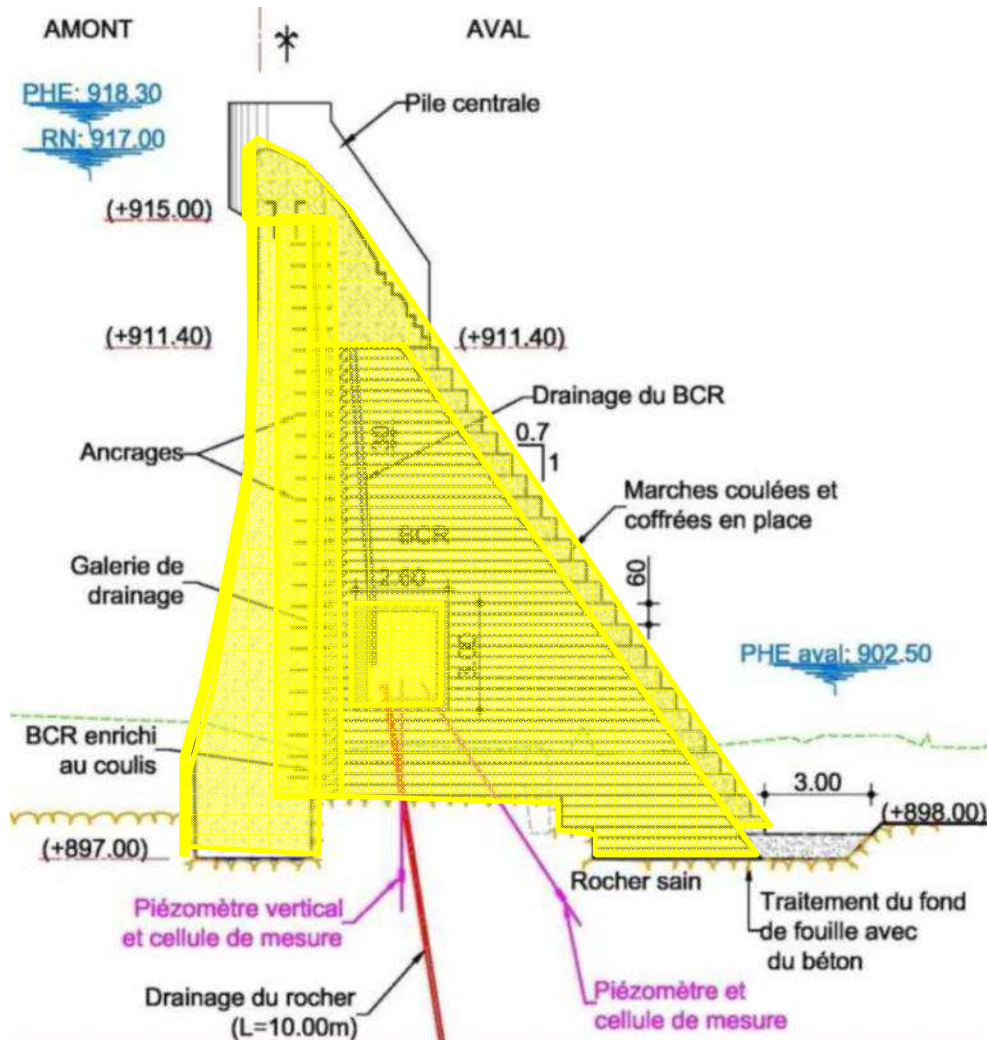 AMONT
AVAL
PHE: 918.30
Pile centrale
RN: 917.00
(+915.00)
(+911.40)
(+911.40)
Drainage du BCR
0.7
1
Ancrages
Marches coulées et
coffrées en place
BCR
Galerie de
drainage
2.60
60
PHE aval: 902.50
BCR enrichi
au coulis
3.00
(+898.00)
(+897.00)
Rocher sain
Piézomètre vertical
et cellule de mesure
Traitement du fond
de fouille avec
du béton
Drainage du rocher
(L=10.00m)
Piézomètre et
cellule de mesure